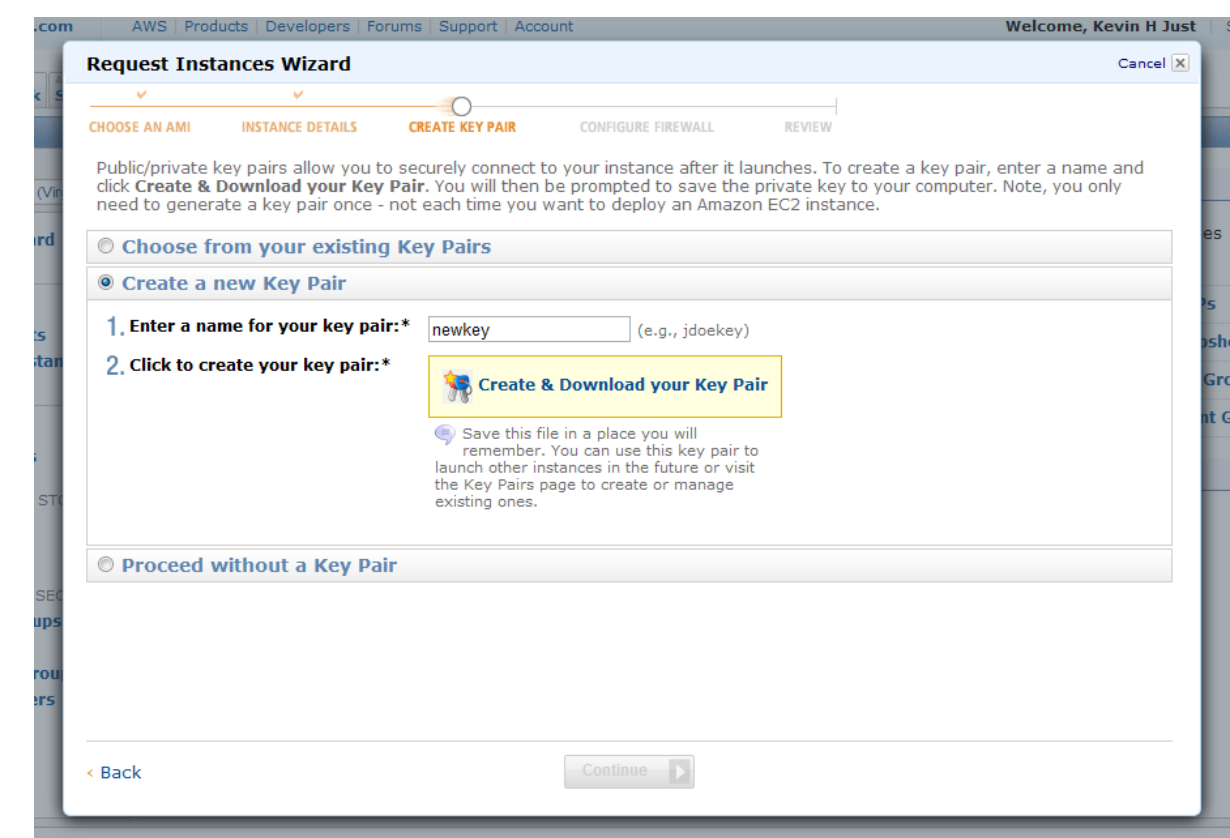 .com AWS | Products | Developers | Forums | Support | Account Welcome, Kevin H Just
Request Instances Wizard Cancel
CHOOSE AN AMI INSTANCE DETAILS CREATE KEY PAIR CONFIGURE FIREWALL REVIEW
Public/private key pairs allow you to securely connect to your instance after it launches. To create a key pair, enter a name and
click Create & Download your Key Pair. You will then be prompted to save the private key to your computer. Note, you only
need to generate a key pair once - not each time you want to deploy an Amazon EC2 instance.
Choose from your existing Key Pairs
Create a new Key Pair
1. Enter a name for your key pair:* newkey (e.g., jdoekey)
2. Click to create your key pair:*
Create & Download your Key Pair
Save this file in a place you will
remember. You can use this key pair to
launch other instances in the future or visit
the Key Pairs page to create or manage
existing ones.
Proceed without a Key Pair
Back Continue